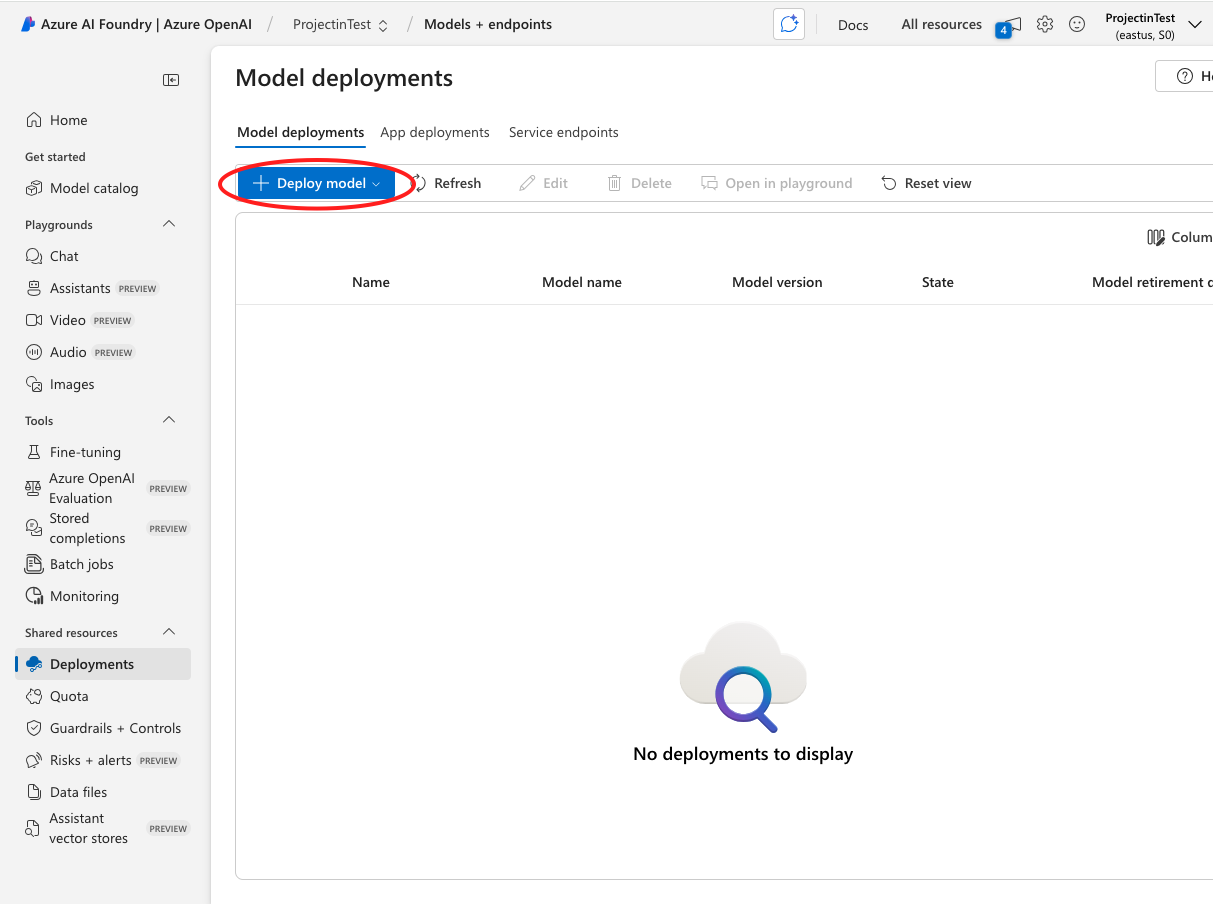 Azure AI Foundry | Azure OpenAI / ProjectinTest / Models + endpoints Docs All resources 4 ProjectinTest
(eastus, S0)
Model deployments
Home
Get started
Model catalog
Playgrounds
Chat
Assistants PREVIEW
Video PREVIEW
Audio PREVIEW
Images
Tools
Fine-tuning
Azure OpenAI
Evaluation PREVIEW
Stored
completions PREVIEW
Batch jobs
Monitoring
Shared resources
Deployments
Quota
Guardrails + Controls
Risks + alerts PREVIEW
Data files
Assistant
vector stores PREVIEW
Model deployments App deployments Service endpoints
Deploy model Refresh Edit Delete Open in playground Reset view
Colum
Name Model name Model version State Model retirement d
No deployments to display